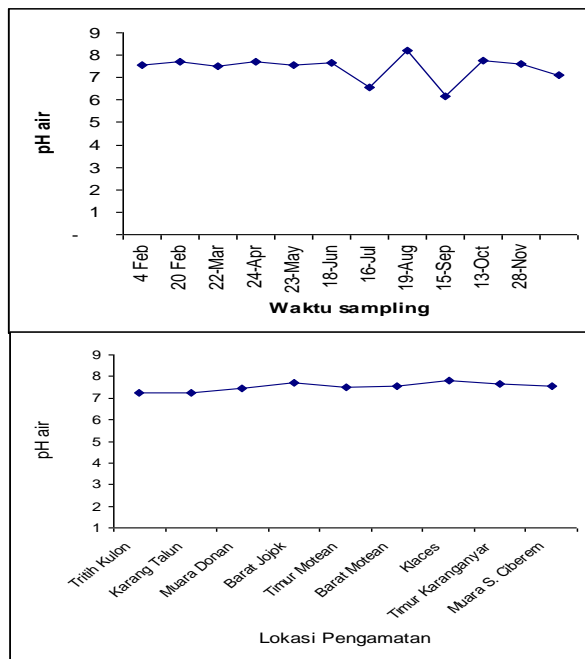 9
8
7
6
5
4
3
2
1
-
pH air
4 Feb
20 Feb
22-Mar
24-Apr
23-May
18-Jun
16-Jul
19-Aug
15-Sep
13-Oct
28-Nov
Waktu sampling
9
8
7
6
5
4
3
2
1
pH air
Tritih Kulon
Karang Talun
Muara Donan
Barat Jojok
Timur Motean
Barat Motean
Klaces
Timur Karanganyar
Muara S. Ciberem
Lokasi Pengamatan